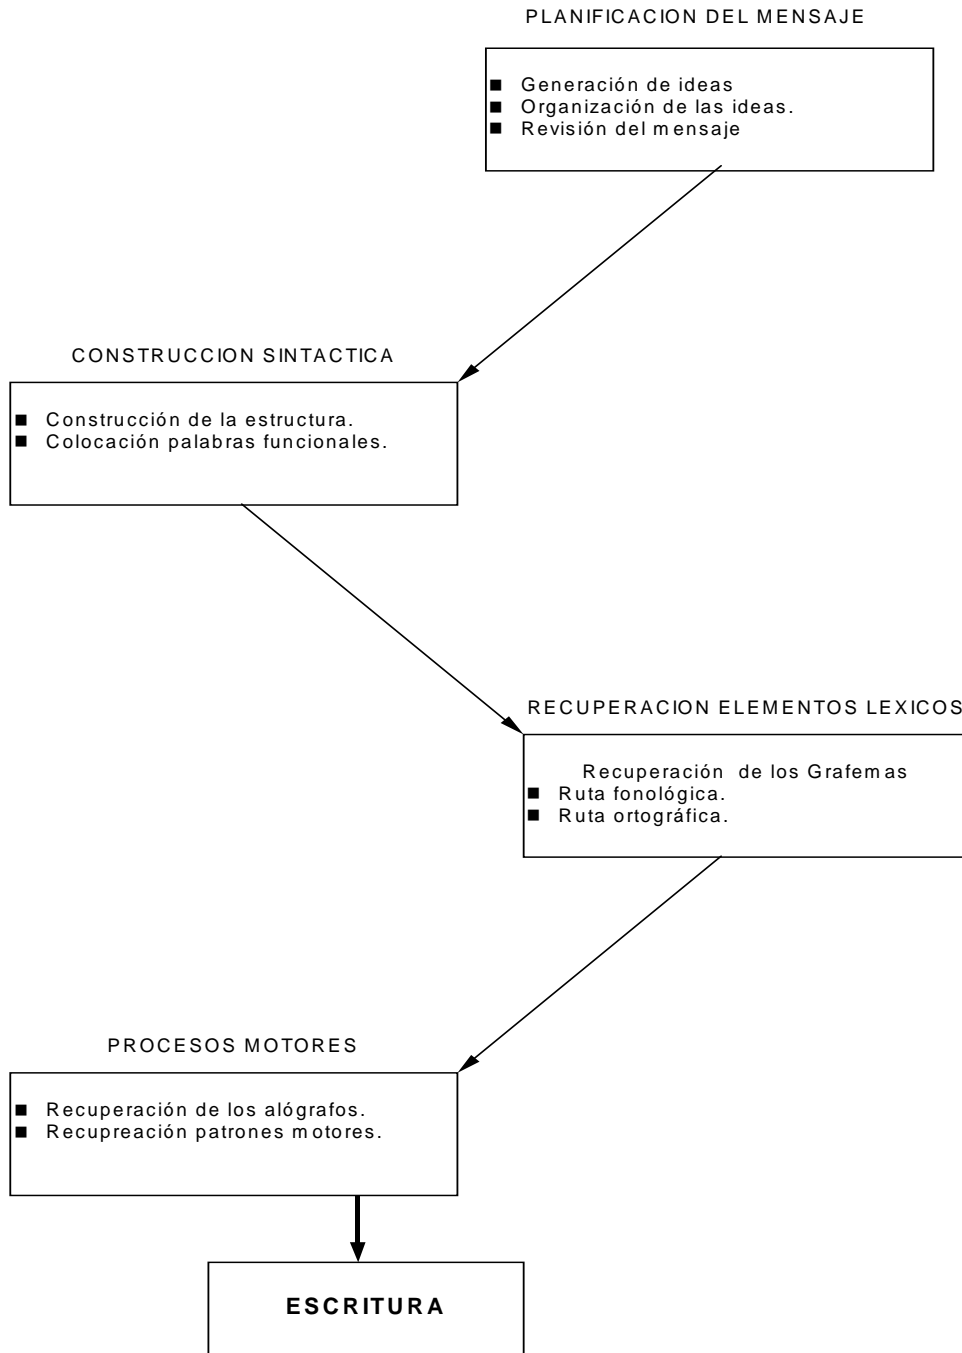 PLANIFICACION DEL MENSAJE
■ Generación de ideas
■ Organización de las ideas.
■ Revisión del mensaje
CONSTRUCCION SINTACTICA
■ Construcción de la estructura.
■ Colocación palabras funcionales.
RECUPERACION ELEMENTOS LEXICOS
Recuperación de los Grafemas
■ Ruta fonológica.
■ Ruta ortográfica.
PROCESOS MOTORES
■ Recuperación de los alógrafos.
■ Recupreación patrones motores.
ESCRITURA